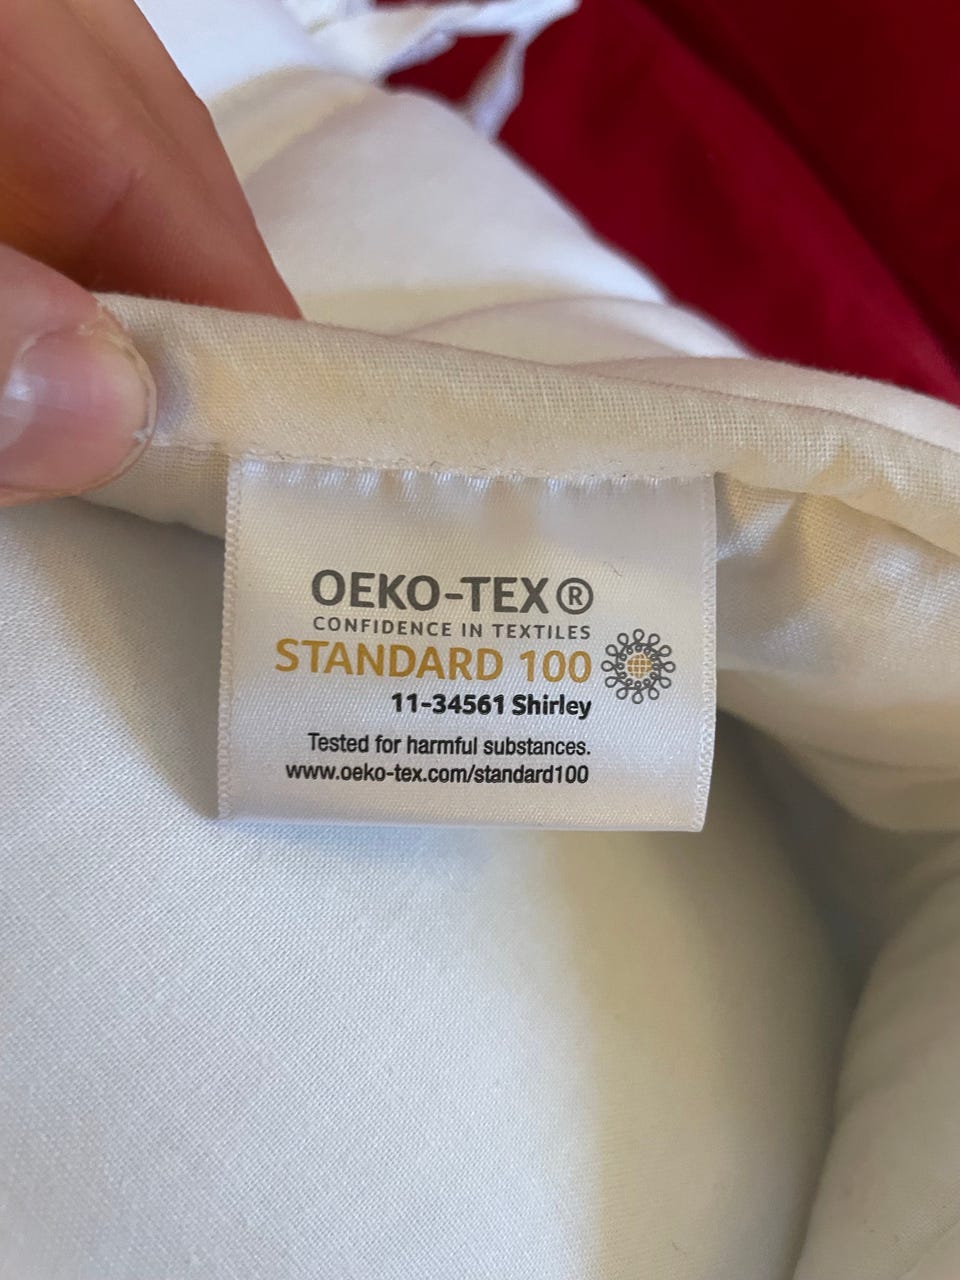 OEKO-TEX®
CONFIDENCE IN TEXTILES
STANDARD 100
11-34561 Shirley
Tested for harmful substances.
www.oeko-tex.com/standard100